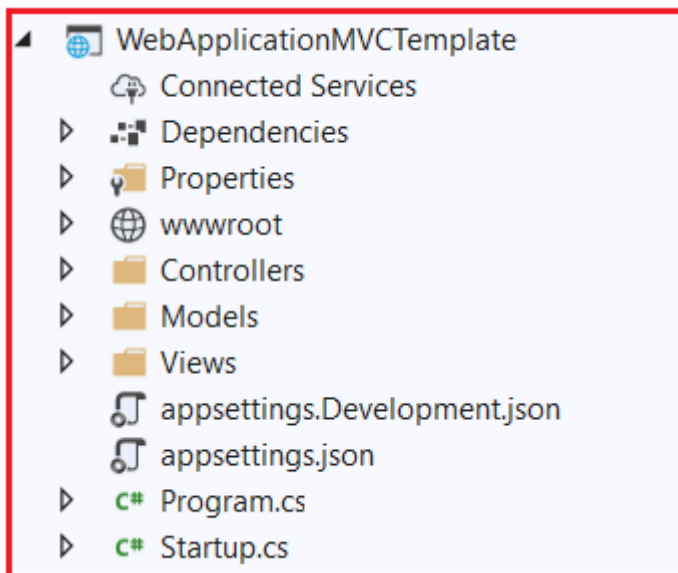 WebApplicationMVCTemplate
Connected Services
Dependencies
Properties
wwwroot
Controllers
Models
Views
appsettings.Development.json
appsettings.json
C# Program.cs
C# Startup.cs